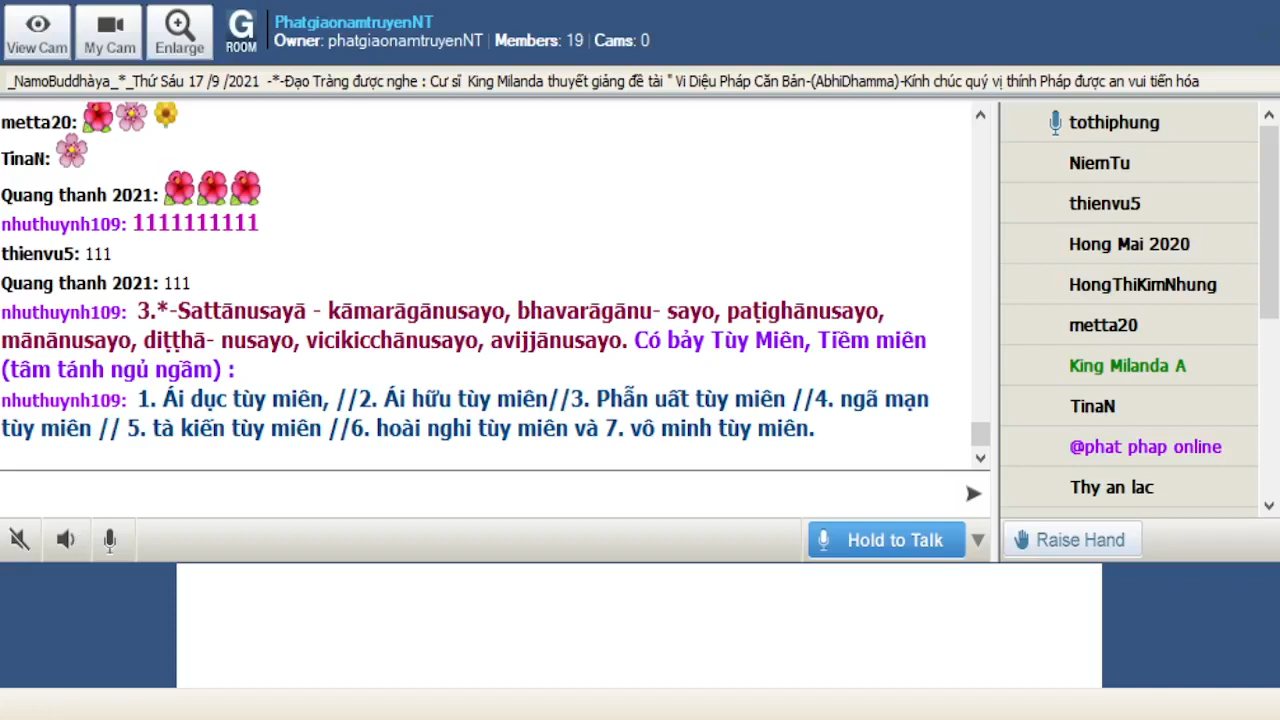 View Cam
My Cam
Enlarge
G
ROOM
PhatgiaonamtruyenNT
Owner: phatgiaonamtruyenNT | Members: 19 | Cams: 0
_NamoBuddhàya_*_Thứ Sáu 17 /9 /2021 -*-Đạo Tràng được nghe : Cư sĩ King Milanda thuyết giảng đề tài " Vi Diệu Pháp Căn Bản-(AbhiDhamma)-Kính chúc quý vị thính Pháp được an vui tiến hóa
metta20:
TinaN:
Quang thanh 2021:
nhuthuynh109: 1111111111
thienvu5: 111
Quang thanh 2021: 111
nhuthuynh109: 3.*-Sattānusayā - kāmarāgānusayo, bhavarāgānu- sayo, paṭighānusayo,
mānānusayo, diṭṭhā- nusayo, vicikicchānusayo, avijjānusayo. Có bảy Tùy Miên, Tiềm miên
(tâm tánh ngủ ngầm) :
nhuthuynh109: 1. Ái dục tùy miên, //2. Ái hữu tùy miên//3. Phẫn uất tùy miên //4. ngã mạn
tùy miên // 5. tà kiến tùy miên //6. hoài nghi tùy miên và 7. vô minh tùy miên.
Hold to Talk
tothiphung
NiemTu
thienvu5
Hong Mai 2020
HongThiKimNhung
metta20
King Milanda A
TinaN
@phat phap online
Thy an lac
Raise Hand